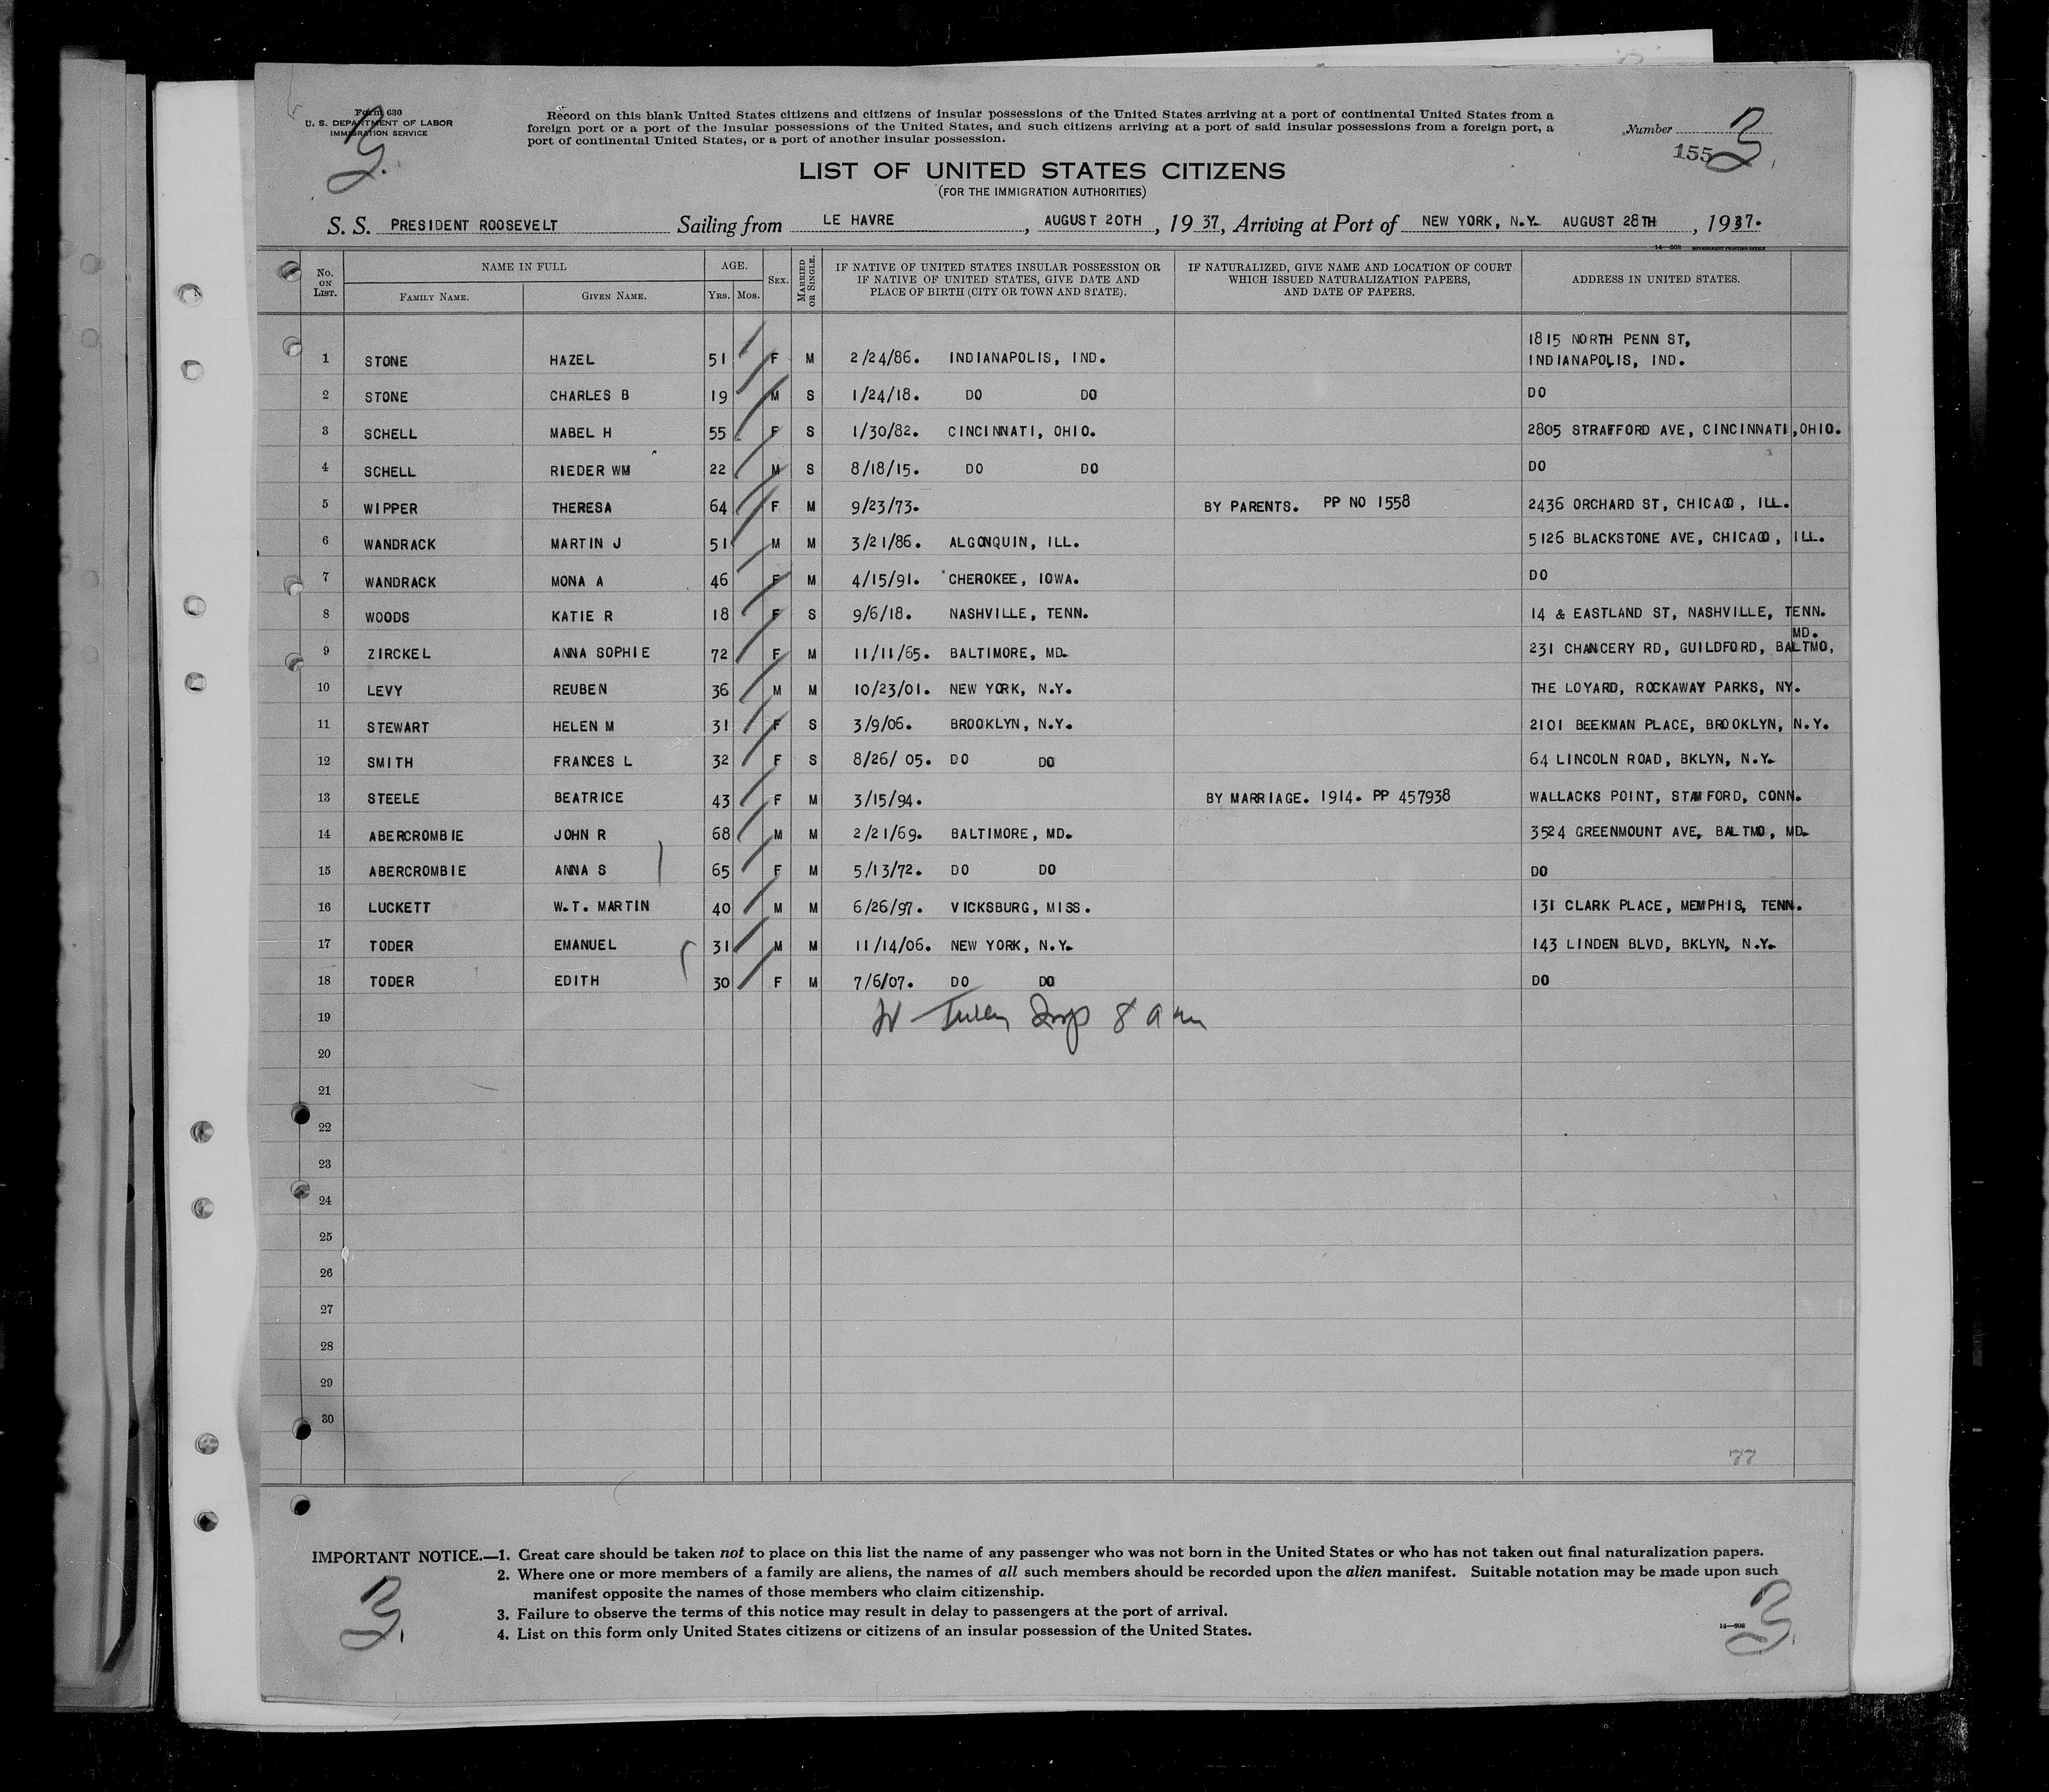 Form 630
U. S. DEPARTMENT OF LABOR
IMMIGRATION SERVICE
Record on this blank United States citizens and citizens of insular possessions of the United States arriving at a port of continental United States from a
foreign port or a port of the insular possessions of the United States, and such citizens arriving at a port of said insular possessions from a foreign port, a
port of continental United States, or a port of another insular possession.
Number
155
3
LIST OF UNITED STATES CITIZENS
(FOR THE IMMIGRATION AUTHORITIES)
S. S. PRESIDENT ROOSEVELT Sailing from LE HAVRE, AUGUST 20TH, 1937, Arriving at Port of NEW YORK, N.Y. AUGUST 28TH, 1937.
14—608 GOVERNMENT PRINTING OFFICE
No. ON LIST. NAME IN FULL FAMILY NAME. GIVEN NAME. AGE. YRS. MOS. SEX. MARRIED OR SINGLE. IF NATIVE OF UNITED STATES INSULAR POSSESSION OR IF NATIVE OF UNITED STATES, GIVE DATE AND PLACE OF BIRTH (CITY OR TOWN AND STATE). IF NATURALIZED, GIVE NAME AND LOCATION OF COURT WHICH ISSUED NATURALIZATION PAPERS, AND DATE OF PAPERS. ADDRESS IN UNITED STATES.
1815 NORTH PENN ST,
1 STONE HAZEL 51 F M 2/24/86. INDIANAPOLIS, IND. INDIANAPOLIS, IND.
2 STONE CHARLES B 19 M S 1/24/18. DO DO DO
3 SCHELL MABEL H 55 F S 1/30/82. CINCINNATI, OHIO. 2805 STRAFFORD AVE, CINCINNATI, OHIO.
4 SCHELL RIEDER WM 22 M S 8/18/15. DO DO DO
5 WIPPER THERESA 64 F M 9/23/73. BY PARENTS. PP NO 1558 2436 ORCHARD ST, CHICAGO, ILL.
6 WANDRACK MARTIN J 51 M M 3/21/86. ALGONQUIN, ILL. 5126 BLACKSTONE AVE, CHICAGO, ILL.
7 WANDRACK MONA A 46 F M 4/15/91. CHEROKEE, IOWA. DO
8 WOODS KATIE R 18 F S 9/6/18. NASHVILLE, TENN. 14 & EASTLAND ST, NASHVILLE, TENN.
MD.
9 ZIRCKEL ANNA SOPHIE 72 F M 11/11/65. BALTIMORE, MD. 231 CHANCERY RD, GUILDFORD, BALTMO,
10 LEVY REUBEN 36 M M 10/23/01. NEW YORK, N.Y. THE LOYARD, ROCKAWAY PARKS, NY.
11 STEWART HELEN M 31 F S 3/9/06. BROOKLYN, N.Y. 2101 BEEKMAN PLACE, BROOKLYN, N.Y.
12 SMITH FRANCES L 32 F S 8/26/ 05. DO DO 64 LINCOLN ROAD, BKLYN, N.Y.
13 STEELE BEATRICE 43 F M 3/15/94. BY MARRIAGE. 1914. PP 457938 WALLACKS POINT, STAMFORD, CONN.
14 ABERCROMBIE JOHN R 68 M M 2/21/69. BALTIMORE, MD. 3524 GREENMOUNT AVE, BALTMO, MD.
15 ABERCROMBIE ANNA S 65 F M 5/13/72. DO DO DO
16 LUCKETT W.T. MARTIN 40 M M 6/26/97. VICKSBURG, MISS. 131 CLARK PLACE, MEMPHIS, TENN.
17 TODER EMANUEL 31 M M 11/14/06. NEW YORK, N.Y. 143 LINDEN BLVD, BKLYN, N.Y.
18 TODER EDITH 30 F M 7/6/07. DO DO DO
19
20
21
22
23
24
25
26
27
28
29
30
77
IMPORTANT NOTICE.—1. Great care should be taken not to place on this list the name of any passenger who was not born in the United States or who has not taken out final naturalization papers.
2. Where one or more members of a family are aliens, the names of all such members should be recorded upon the alien manifest. Suitable notation may be made upon such
manifest opposite the names of those members who claim citizenship.
3. Failure to observe the terms of this notice may result in delay to passengers at the port of arrival.
4. List on this form only United States citizens or citizens of an insular possession of the United States.
14—608